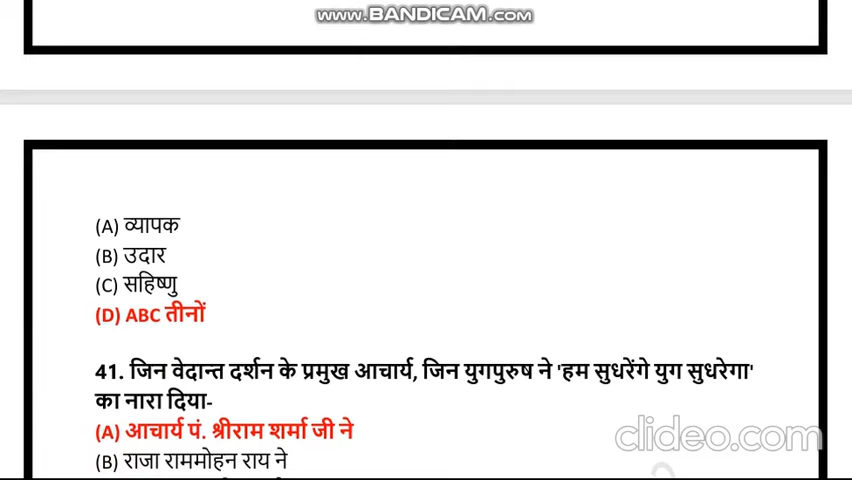 WWW.BANDICAM.COM
(A) व्यापक
(B) उदार
(C) सहिष्णु
(D) ABC तीनों
41. जिन वेदान्त दर्शन के प्रमुख आचार्य, जिन युगपुरुष ने 'हम सुधरेंगे युग सुधरेगा'
का नारा दिया-
(A) आचार्य पं. श्रीराम शर्मा जी ने
clideo.com
(B) राजा राममोहन राय ने